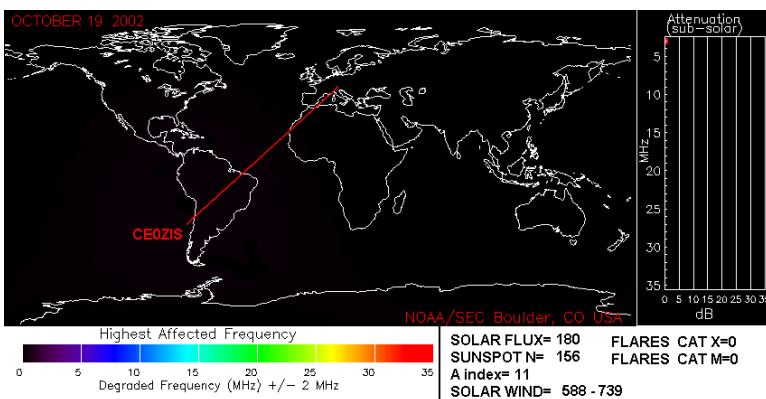 OCTOBER 19 2002
CE0ZIS
NOAA/SEC Boulder, CO USA
Attenuation
(sub-solar)
5
10
15
20
25
30
35
MHz
0 5 10 15 20 25 30 35
dB
Highest Affected Frequency
0 5 10 15 20 25 30 35
Degraded Frequency (MHz) +/- 2 MHz
SOLAR FLUX= 180 FLARES CAT X=0
SUNSPOT N= 156 FLARES CAT M=0
A index= 11
SOLAR WIND= 588 - 739